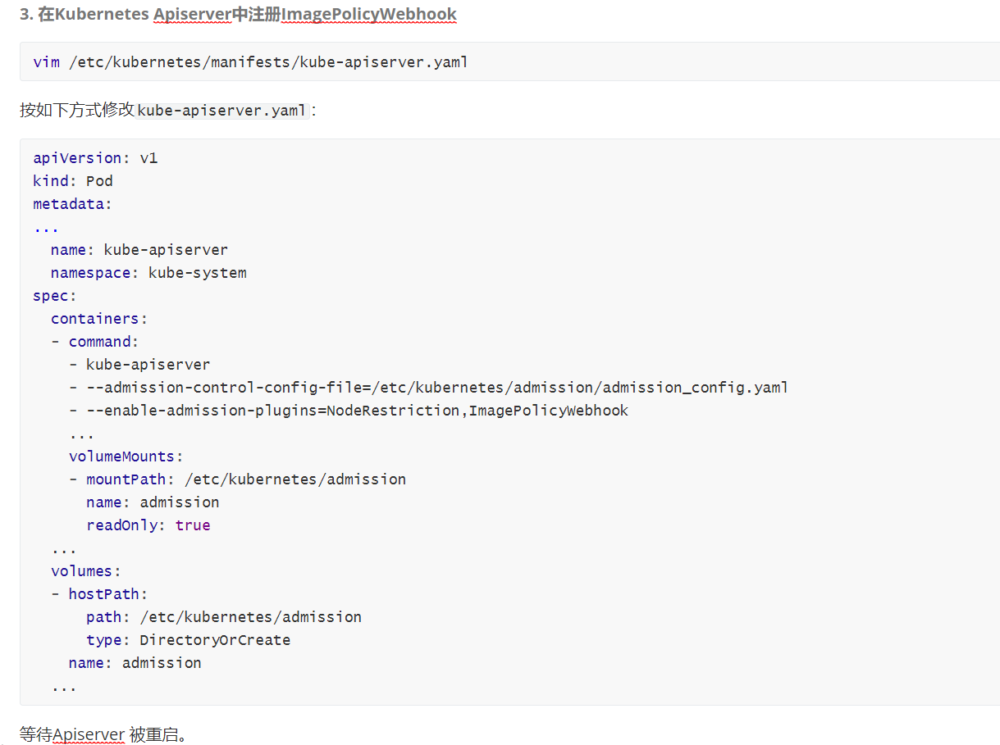 3. 在Kubernetes Apiserver中注册ImagePolicyWebhook
vim /etc/kubernetes/manifests/kube-apiserver.yaml
按如下方式修改kube-apiserver.yaml：
apiVersion: v1
kind: Pod
metadata:
...
  name: kube-apiserver
  namespace: kube-system
spec:
  containers:
  - command:
    - kube-apiserver
    - --admission-control-config-file=/etc/kubernetes/admission/admission_config.yaml
    - --enable-admission-plugins=NodeRestriction,ImagePolicyWebhook
    ...
    volumeMounts:
    - mountPath: /etc/kubernetes/admission
      name: admission
      readOnly: true
  ...
  volumes:
  - hostPath:
      path: /etc/kubernetes/admission
      type: DirectoryOrCreate
    name: admission
  ...
等待Apiserver 被重启。